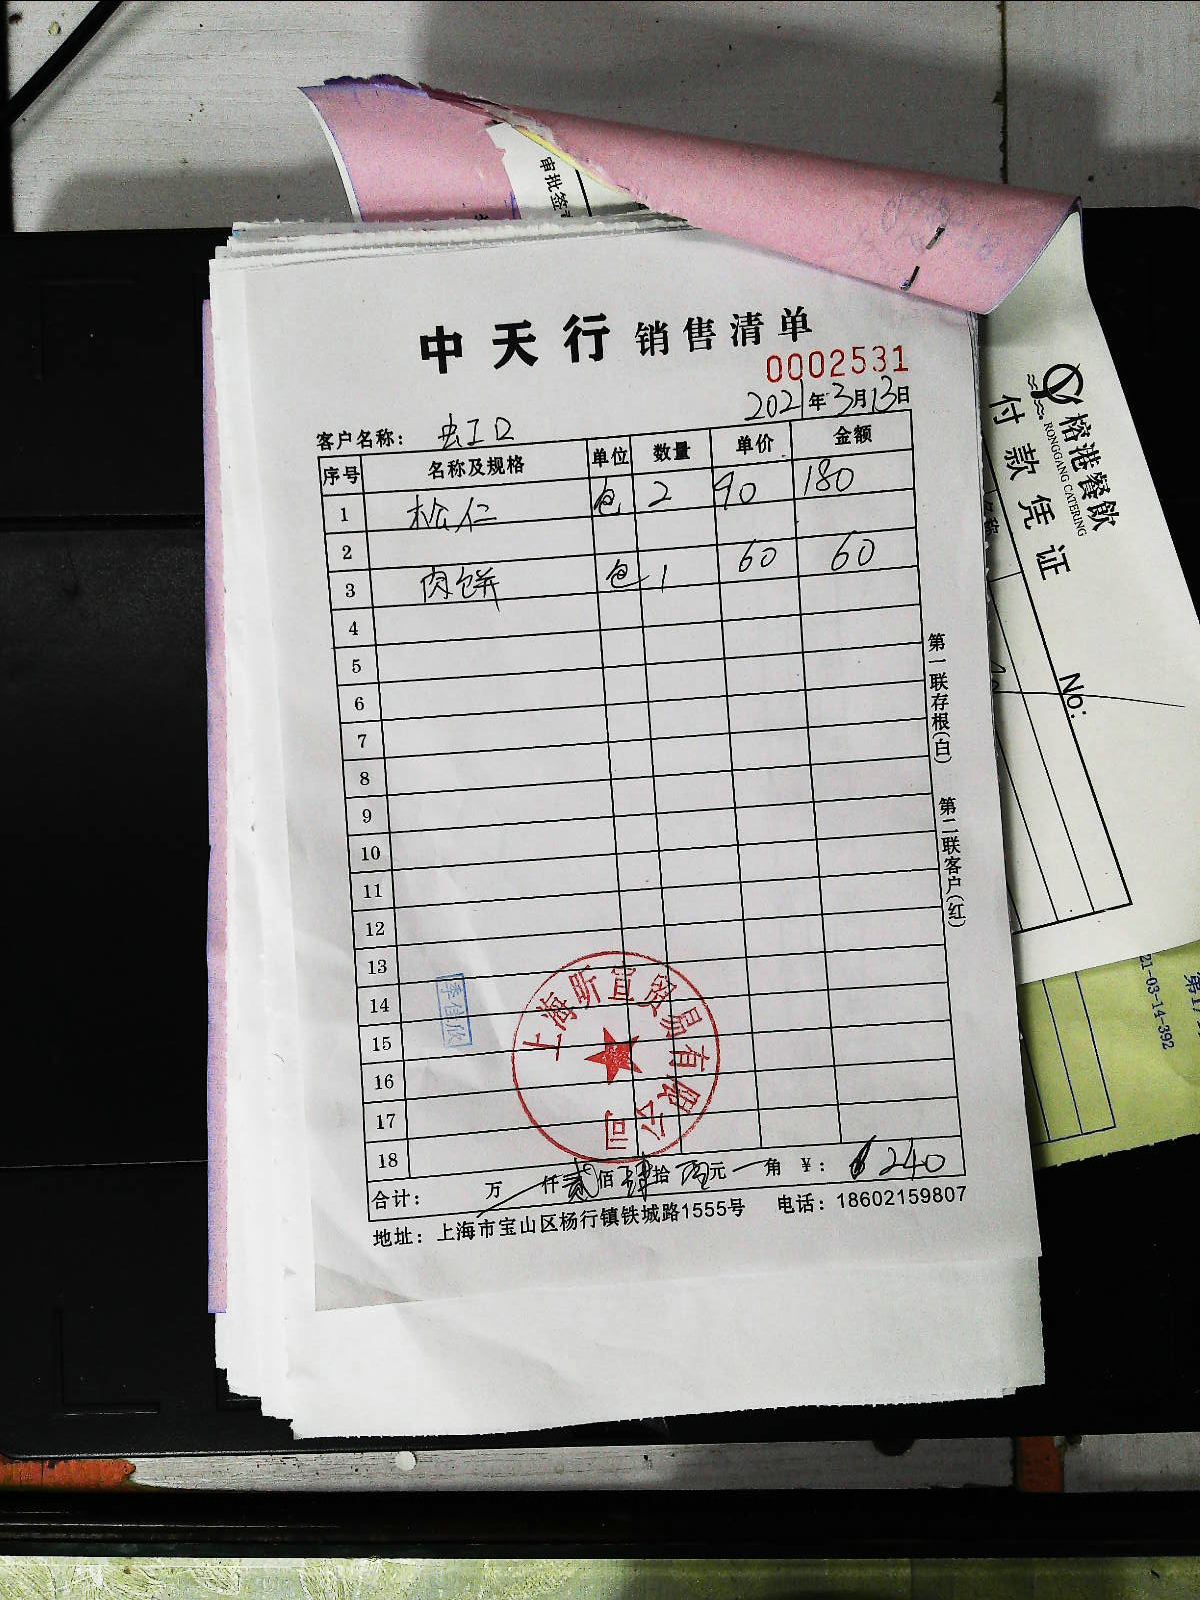 审批签
中天行 销售清单
0002531
2021年3月13日
客户名称: 虹口
序号 名称及规格 单位 数量 单价 金额
1 松仁 包 2 90 180
2
3 肉饼 包 1 60 60
4
5
6
7
8
9
10
11
12
13
14
15
16
17
18
合计: 万 仟 贰佰 肆拾 零元 角 ¥: 240
地址: 上海市宝山区杨行镇铁城路1555号 电话: 18602159807
第一联存根(白) 第二联客户(红)
上海昕宜贸易有限公司
李信欣
榕港餐飲
RONGGANG CATERING
付款凭证
No:
21-03-14-392